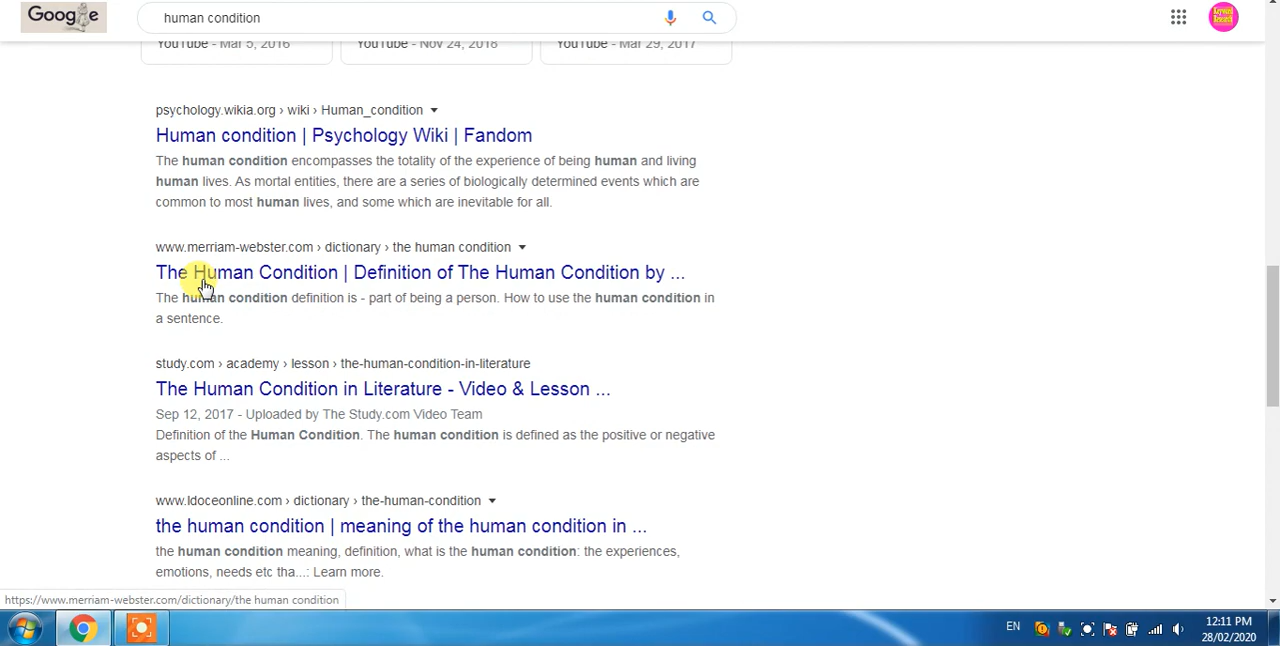 Google
human condition
YouTube - Mar 5, 2016
YouTube - Nov 24, 2018
YouTube - Mar 29, 2017
psychology.wikia.org › wiki › Human_condition
Human condition | Psychology Wiki | Fandom
The human condition encompasses the totality of the experience of being human and living
human lives. As mortal entities, there are a series of biologically determined events which are
common to most human lives, and some which are inevitable for all.
www.merriam-webster.com › dictionary › the human condition
The Human Condition | Definition of The Human Condition by ...
The human condition definition is - part of being a person. How to use the human condition in
a sentence.
study.com › academy › lesson › the-human-condition-in-literature
The Human Condition in Literature - Video & Lesson ...
Sep 12, 2017 - Uploaded by The Study.com Video Team
Definition of the Human Condition. The human condition is defined as the positive or negative
aspects of ...
www.ldoceonline.com › dictionary › the-human-condition
the human condition | meaning of the human condition in ...
the human condition meaning, definition, what is the human condition: the experiences,
emotions, needs etc tha...: Learn more.
https://www.merriam-webster.com/dictionary/the human condition
EN
12:11 PM
28/02/2020